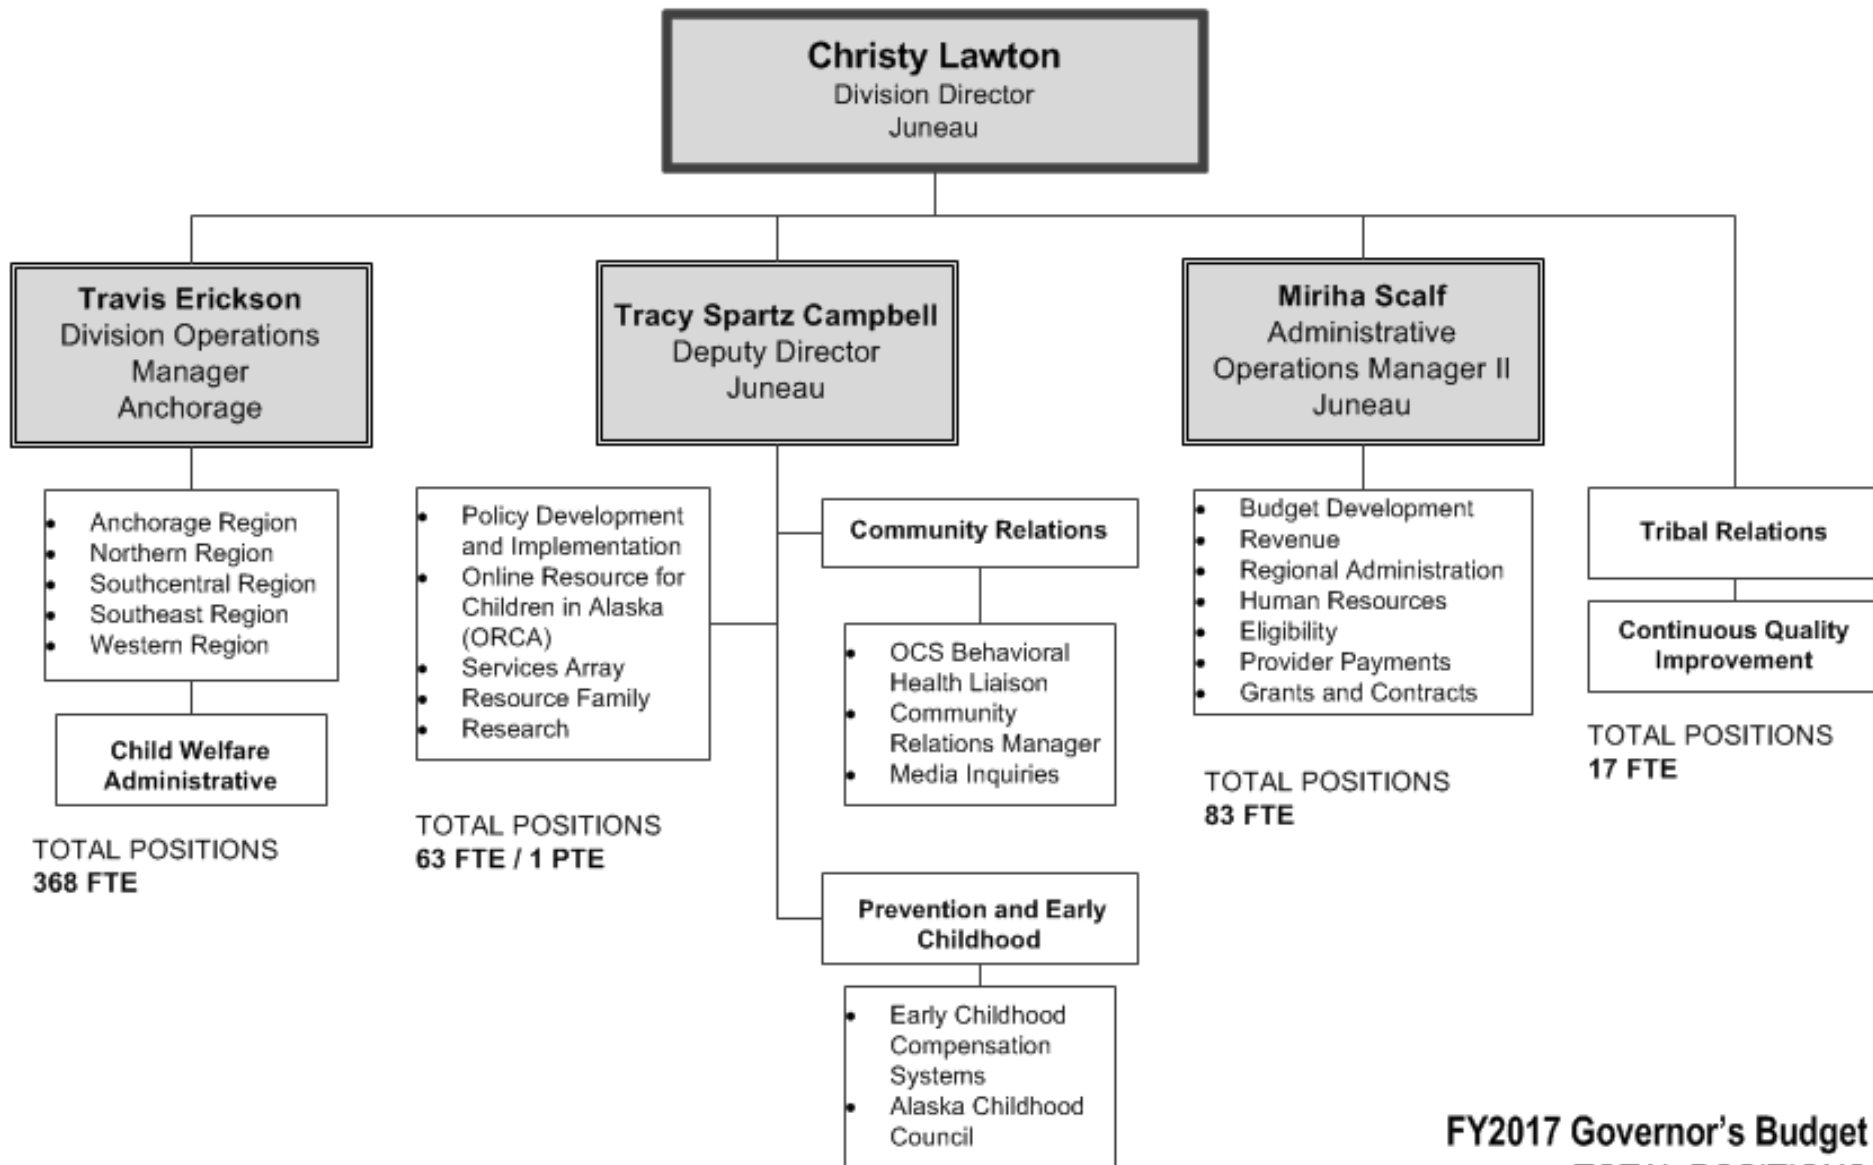 Christy Lawton
Division Director
Juneau
Travis Erickson
Division Operations
Manager
Anchorage
• Anchorage Region
• Northern Region
• Southcentral Region
• Southeast Region
• Western Region
Child Welfare
Administrative
TOTAL POSITIONS
368 FTE
Tracy Spartz Campbell
Deputy Director
Juneau
• Policy Development
and Implementation
• Online Resource for
Children in Alaska
(ORCA)
• Services Array
• Resource Family
• Research
TOTAL POSITIONS
63 FTE / 1 PTE
Community Relations
• OCS Behavioral
Health Liaison
• Community
Relations Manager
• Media Inquiries
Prevention and Early
Childhood
• Early Childhood
Compensation
Systems
• Alaska Childhood
Council
Miriha Scalf
Administrative
Operations Manager II
Juneau
• Budget Development
• Revenue
• Regional Administration
• Human Resources
• Eligibility
• Provider Payments
• Grants and Contracts
TOTAL POSITIONS
83 FTE
Tribal Relations
Continuous Quality
Improvement
TOTAL POSITIONS
17 FTE
FY2017 Governor's Budget
TOTAL POSITIONS